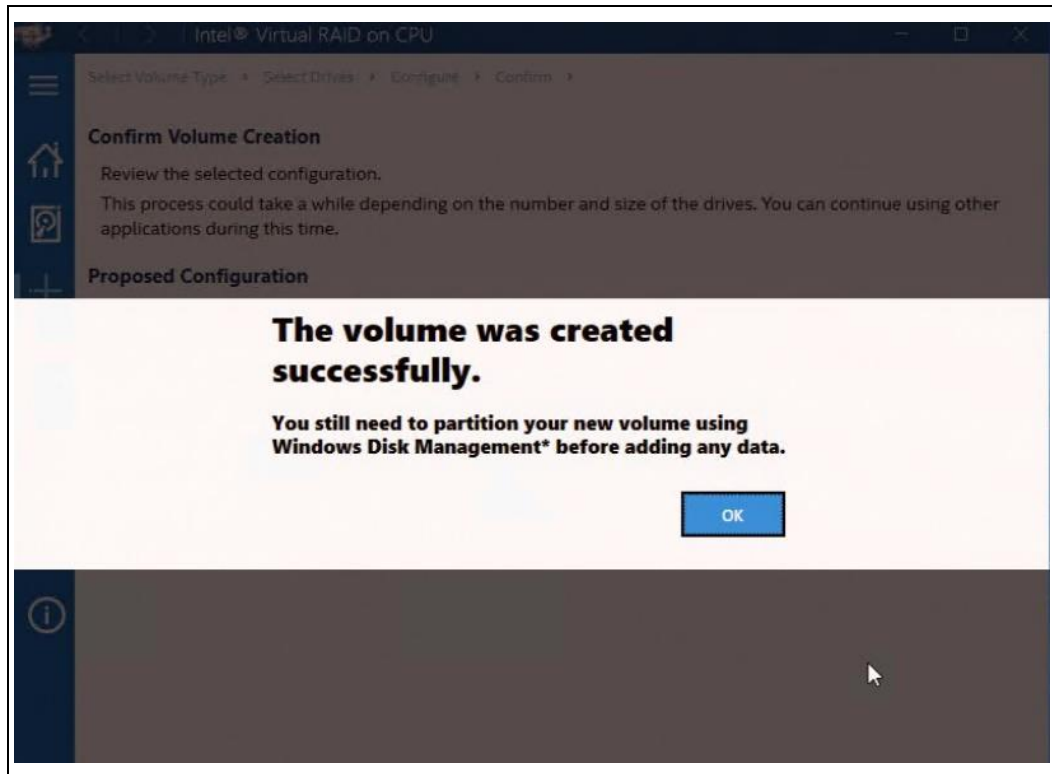 Intel® Virtual RAID on CPU
Select Volume Type Select Drives Configure Confirm
Confirm Volume Creation
Review the selected configuration.
This process could take a while depending on the number and size of the drives. You can continue using other
applications during this time.
Proposed Configuration
The volume was created
successfully.
You still need to partition your new volume using
Windows Disk Management* before adding any data.
OK